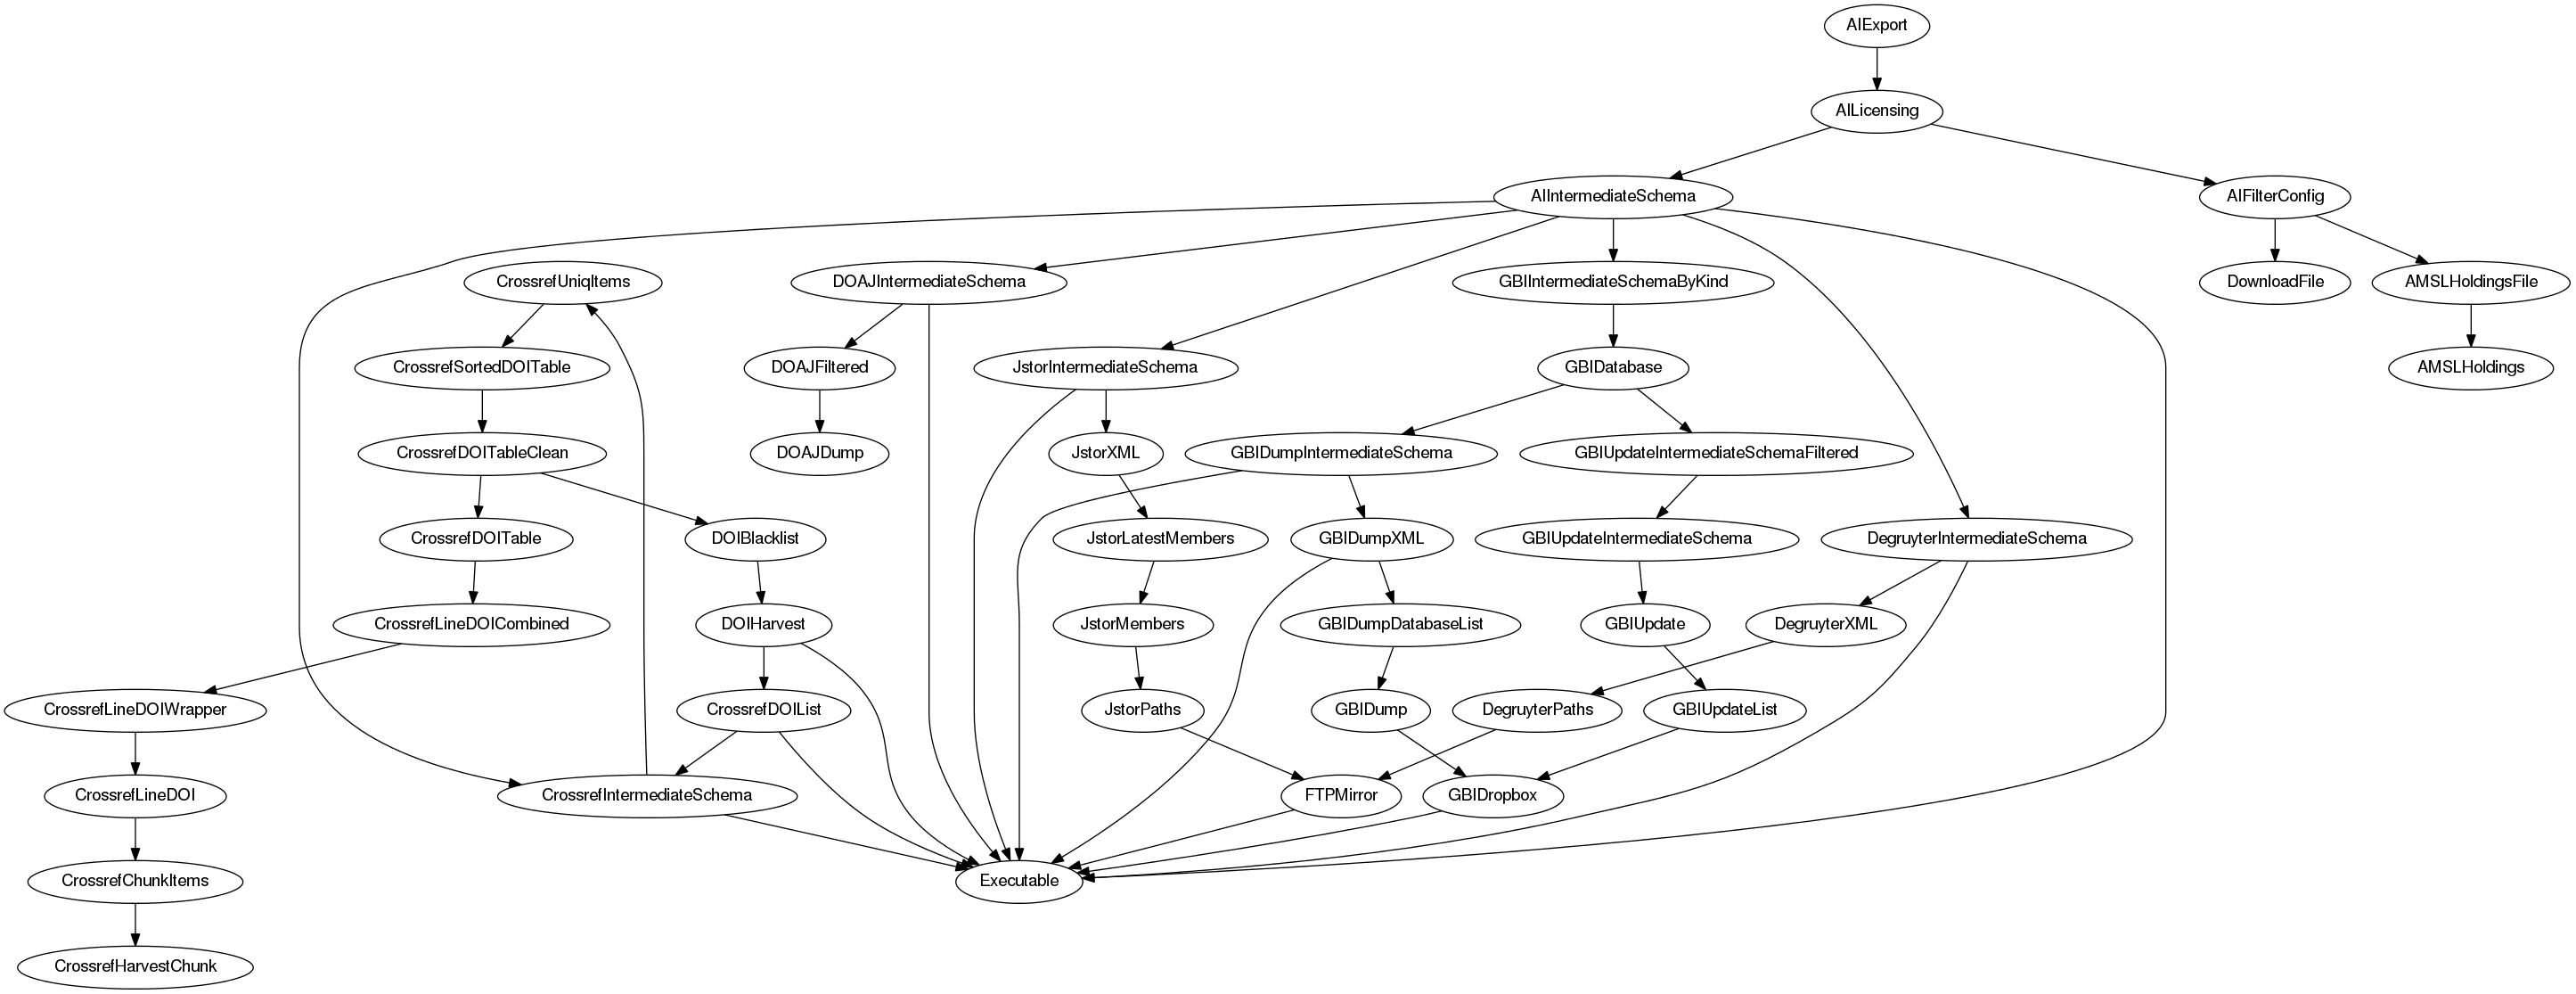 AIExport
AILicensing
AIIntermediateSchema
AIFilterConfig
CrossrefUniqItems
DOAJIntermediateSchema
GBIIntermediateSchemaByKind
DownloadFile
AMSLHoldingsFile
CrossrefSortedDOITable
DOAJFiltered
JstorIntermediateSchema
GBIDatabase
AMSLHoldings
CrossrefDOITableClean
DOAJDump
JstorXML
GBIDumpIntermediateSchema
GBIUpdateIntermediateSchemaFiltered
CrossrefDOITable
DOIBlacklist
JstorLatestMembers
GBIDumpXML
GBIUpdateIntermediateSchema
DegruyterIntermediateSchema
CrossrefLineDOICombined
DOIHarvest
JstorMembers
GBIDumpDatabaseList
GBIUpdate
DegruyterXML
CrossrefLineDOIWrapper
CrossrefDOIList
JstorPaths
GBIDump
DegruyterPaths
GBIUpdateList
CrossrefLineDOI
CrossrefIntermediateSchema
FTPMirror
GBIDropbox
CrossrefChunkItems
Executable
CrossrefHarvestChunk